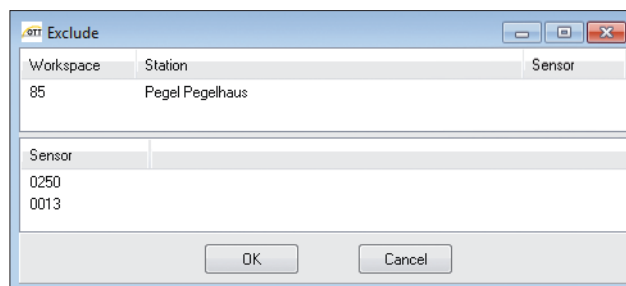 OTT Exclude
Workspace Station Sensor
85 Pegel Pegelhaus
Sensor
0250
0013
OK Cancel